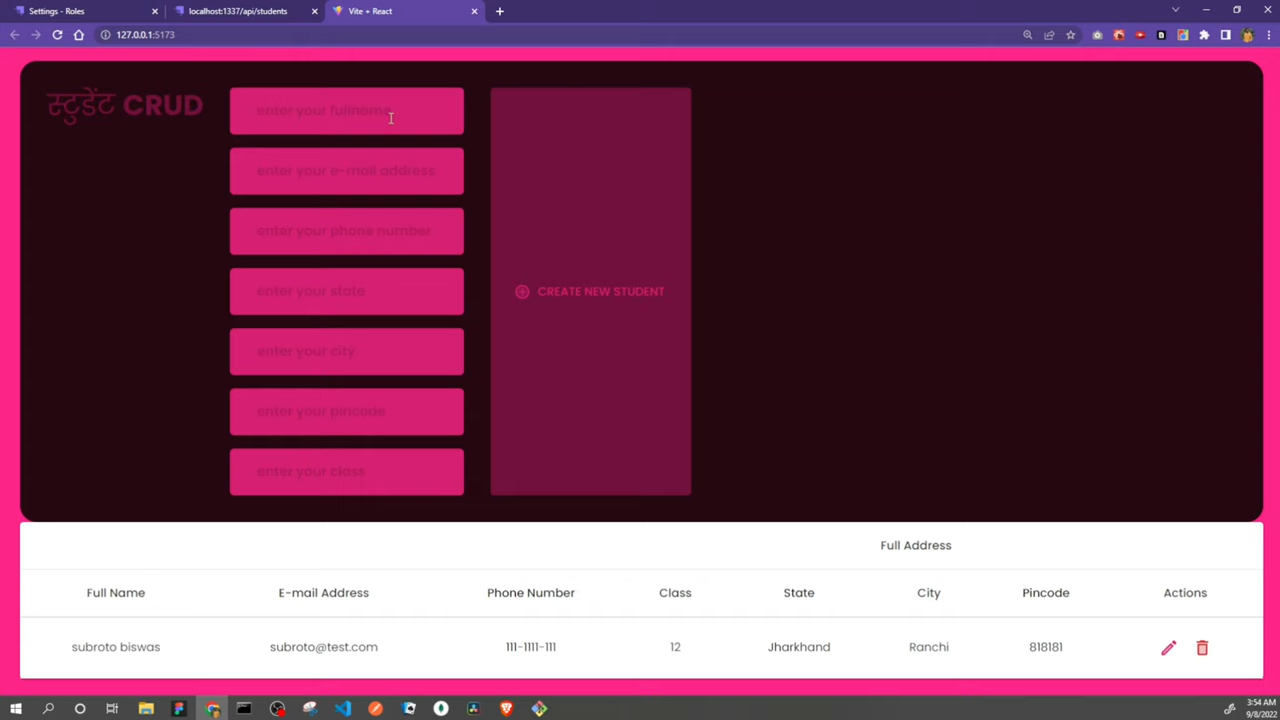 Settings - Roles
localhost:1337/api/students
Vite + React
127.0.0.1:5173
स्टुडेंट CRUD
enter your fullname
enter your e-mail address
enter your phone number
enter your state
enter your city
enter your pincode
enter your class
CREATE NEW STUDENT
Full Address
Full Name E-mail Address Phone Number Class State City Pincode Actions
subroto biswas subroto@test.com 111-1111-111 12 Jharkhand Ranchi 818181
3:54 AM
9/8/2022